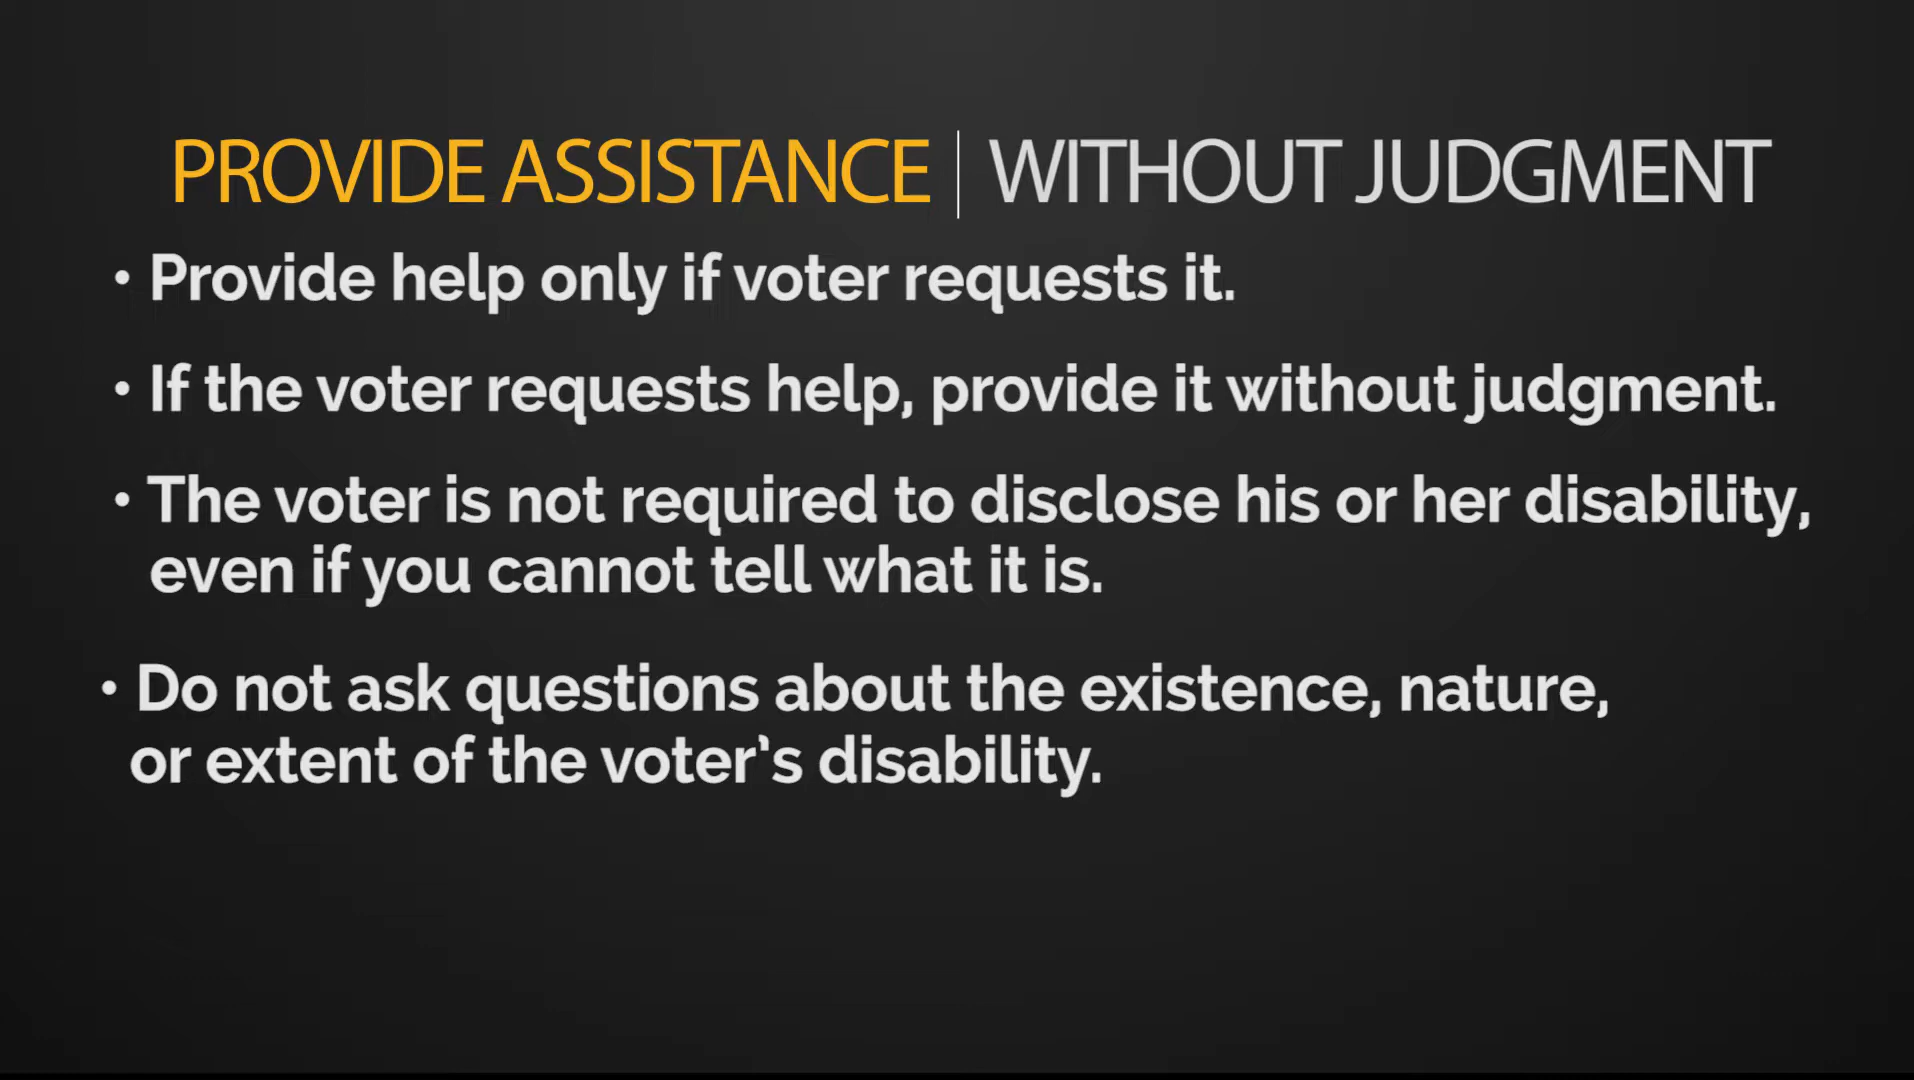 PROVIDE ASSISTANCE | WITHOUT JUDGMENT
• Provide help only if voter requests it.
• If the voter requests help, provide it without judgment.
• The voter is not required to disclose his or her disability,
even if you cannot tell what it is.
• Do not ask questions about the existence, nature,
or extent of the voter’s disability.